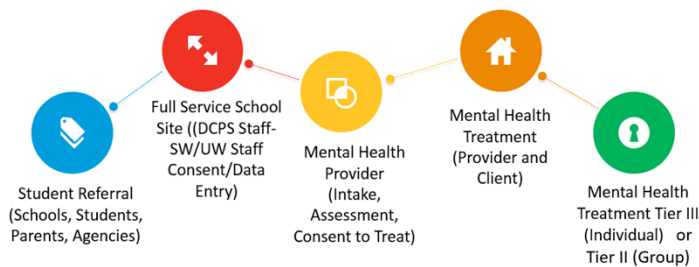 Student Referral
(Schools, Students,
Parents, Agencies)
Full Service School
Site ((DCPS Staff-
SW/UW Staff
Consent/Data
Entry)
Mental Health
Provider
(Intake,
Assessment,
Consent to Treat)
Mental Health
Treatment
(Provider and
Client)
Mental Health
Treatment Tier III
(Individual) or
Tier II (Group)